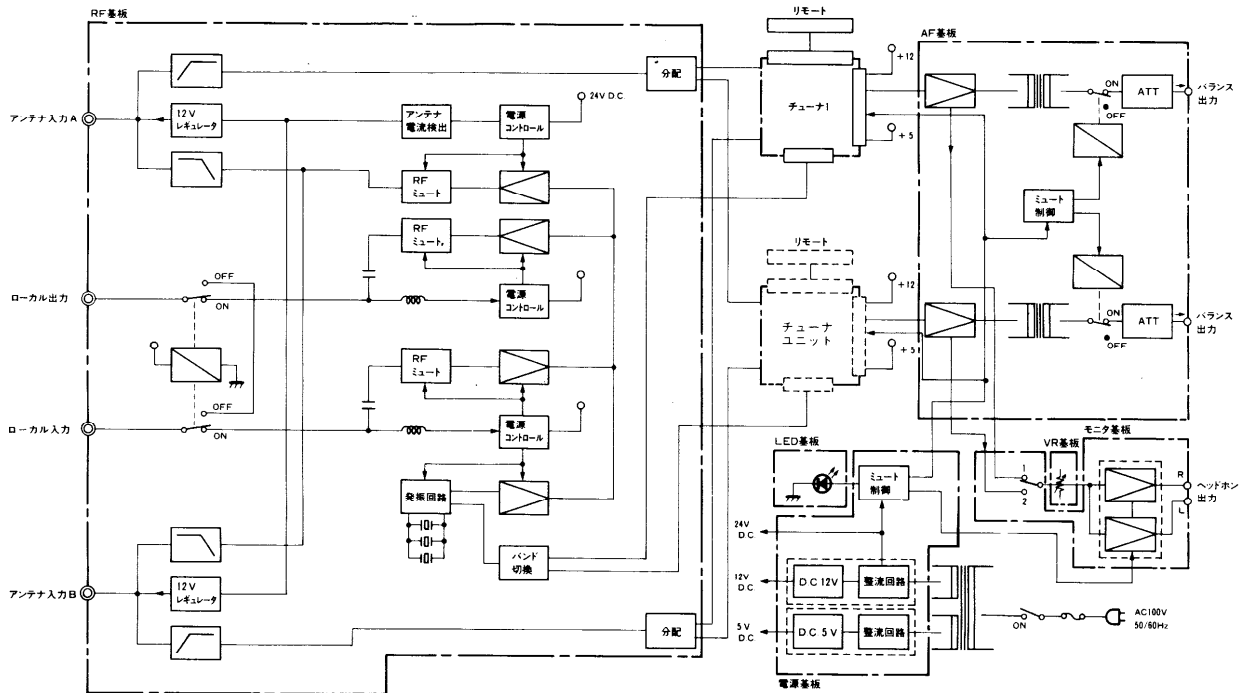 RF基板
アンテナ入力A
12V
レギュレータ
分配
24V D.C.
アンテナ
電流検出
電源
コントロール
RF
ミュート
RF
ミュート
OFF
ローカル出力
ON
電源
コントロール
RF
ミュート
OFF
ローカル入力
ON
電源
コントロール
発振回路
バンド
切換
12V
レギュレータ
アンテナ入力B
分配
リモート
+12
チューナ1
+5
リモート
+12
チューナ
ユニット
+5
AF基板
ON
ATT
バランス
出力
OFF
ミュート
制御
ON
ATT
バランス
出力
OFF
LED基板
ミュート
制御
VR基板
モニタ基板
1
2
R
ヘッドホン
出力
L
24V
DC
12V
DC
DC 12V
整流回路
5V
DC
DC 5V
整流回路
電源基板
ON
AC100V
50/60Hz